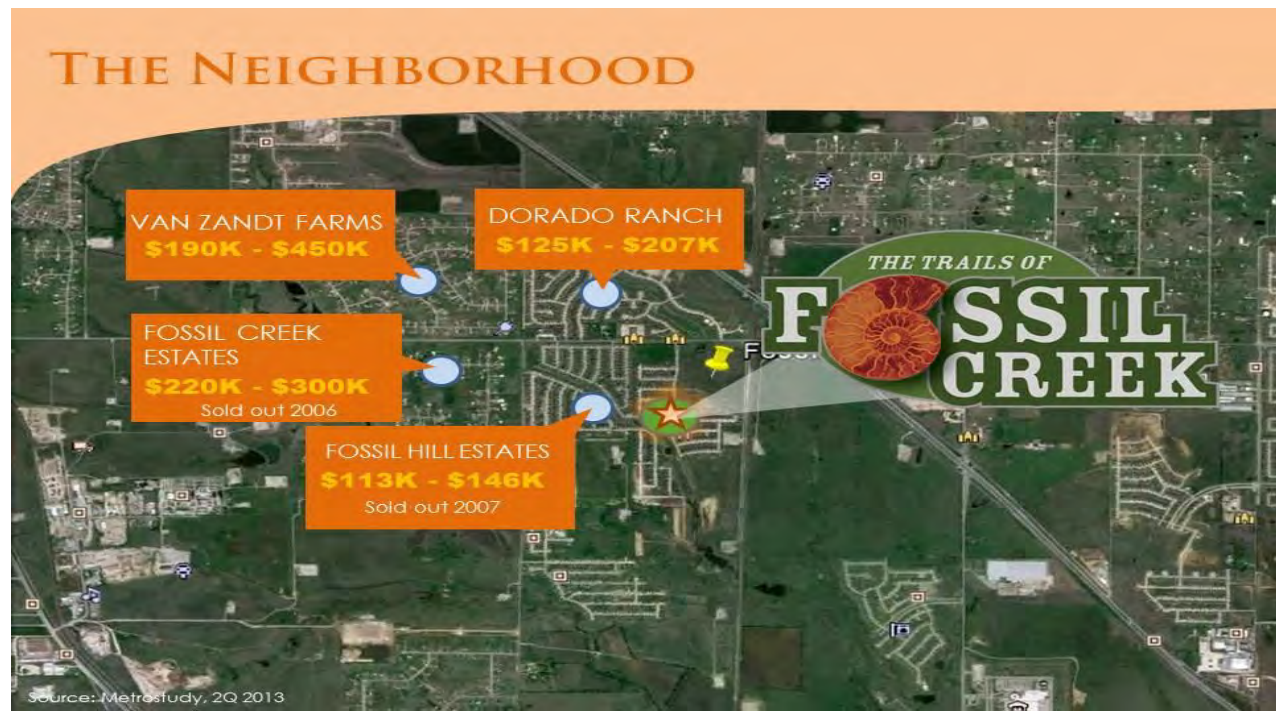 THE NEIGHBORHOOD
VAN ZANDT FARMS
$190K - $450K
DORADO RANCH
$125K - $207K
THE TRAILS OF
FOSSIL
CREEK
FOSSIL CREEK
ESTATES
$220K - $300K
Sold out 2006
FOSSIL HILL ESTATES
$113K - $146K
Sold out 2007
Source: Metrostudy, 2Q 2013